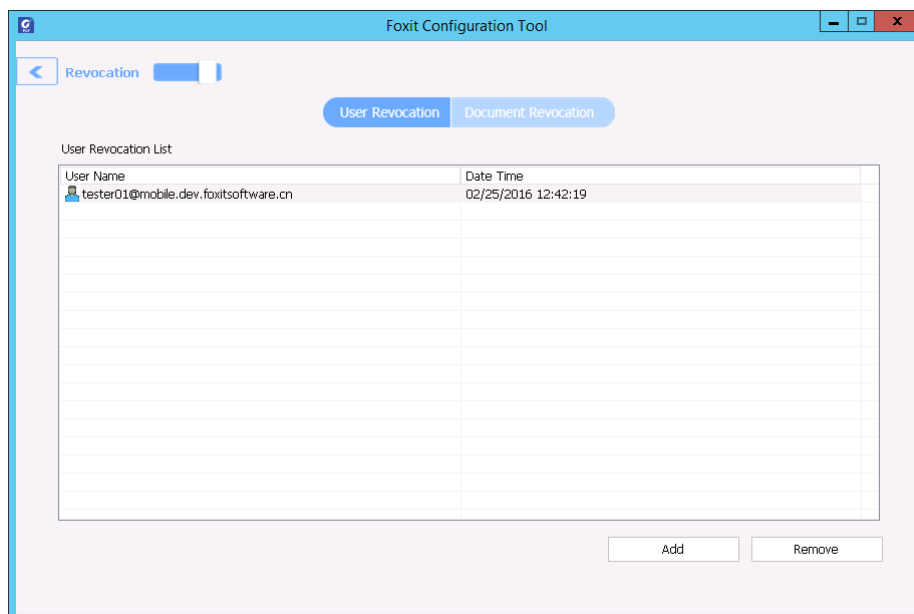 Foxit Configuration Tool
Revocation
User Revocation Document Revocation
User Revocation List
User Name Date Time
tester01@mobile.dev.foxitsoftware.cn 02/25/2016 12:42:19
Add Remove